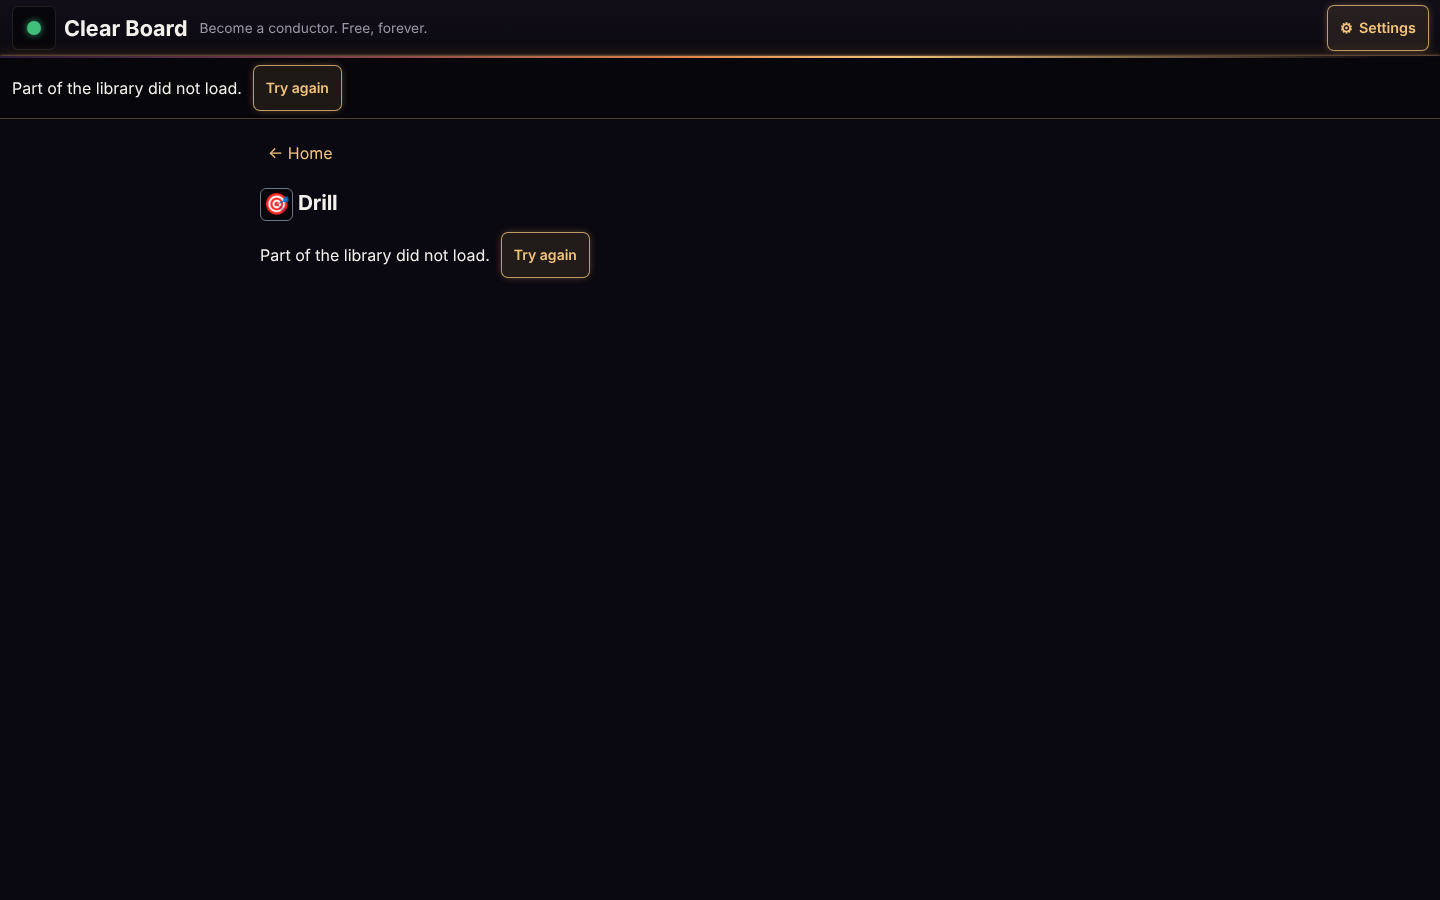 Clear Board Become a conductor. Free, forever.
⚙ Settings
Part of the library did not load. Try again
← Home
🎯 Drill
Part of the library did not load. Try again